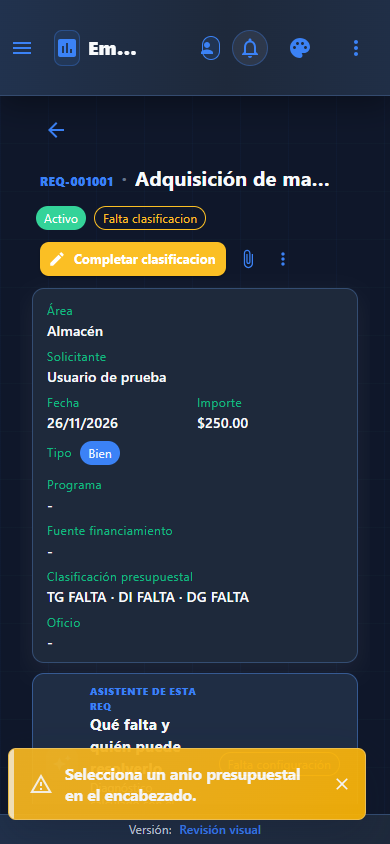 Em...
REQ-001001 · Adquisición de ma...
Activo
Falta clasificacion
Completar clasificacion
Área
Almacén
Solicitante
Usuario de prueba
Fecha
Importe
26/11/2026
$250.00
Tipo Bien
Programa
-
Fuente financiamiento
-
Clasificación presupuestal
TG FALTA · DI FALTA · DG FALTA
Oficio
-
ASISTENTE DE ESTA
REQ
Qué falta y
quién puede
Falta configuración
Selecciona un anio presupuestal
en el encabezado.
Versión: Revisión visual